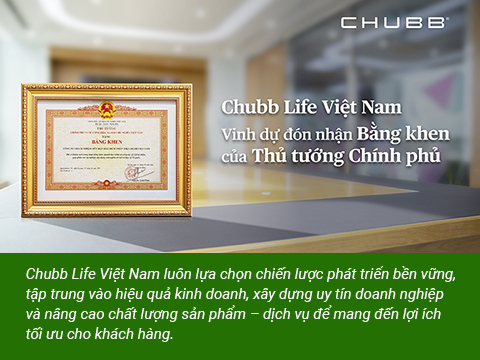 CHUBB®
Chubb Life Việt Nam
Vinh dự đón nhận Bằng khen
của Thủ tướng Chính phủ
THỦ TƯỚNG
TẶNG
BẰNG KHEN
Chubb Life Việt Nam luôn lựa chọn chiến lược phát triển bền vững,
tập trung vào hiệu quả kinh doanh, xây dựng uy tín doanh nghiệp
và nâng cao chất lượng sản phẩm – dịch vụ để mang đến lợi ích
tối ưu cho khách hàng.